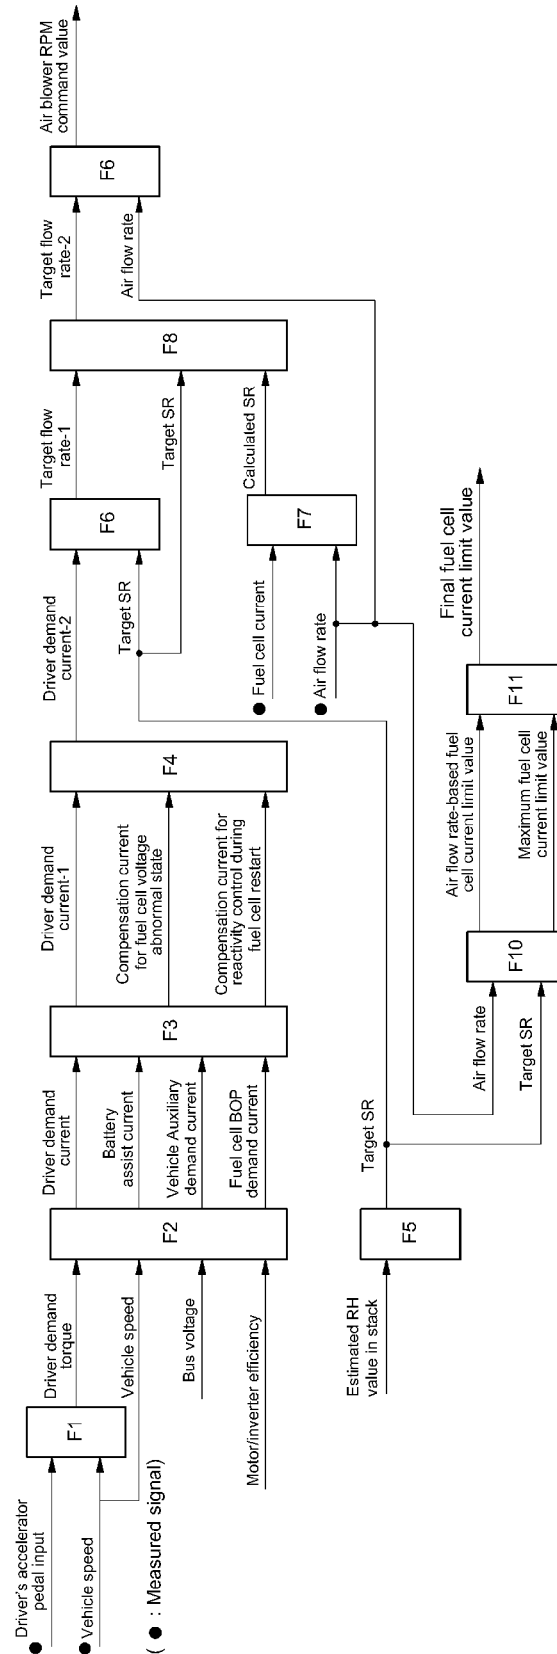 Driver's accelerator
pedal input
Vehicle speed
( ● : Measured signal)
F1
Driver demand
torque
Vehicle speed
Bus voltage
Motor/inverter efficiency
F2
Driver demand
current
Battery
assist current
Vehicle Auxiliary
demand current
Fuel cell BOP
demand current
F3
Driver demand
current-1
Compensation current
for fuel cell voltage
abnormal state
Compensation current for
reactivity control during
fuel cell restart
F4
Driver demand
current-2
Target SR
F6
Target flow
rate-1
Target SR
Fuel cell current
Air flow rate
F7
Calculated SR
F8
Target flow
rate-2
Air flow rate
F6
Air blower RPM
command value
Estimated RH
value in stack
F5
Target SR
Air flow rate
Target SR
F10
Air flow rate-based fuel
cell current limit value
Maximum fuel cell
current limit value
F11
Final fuel cell
current limit value